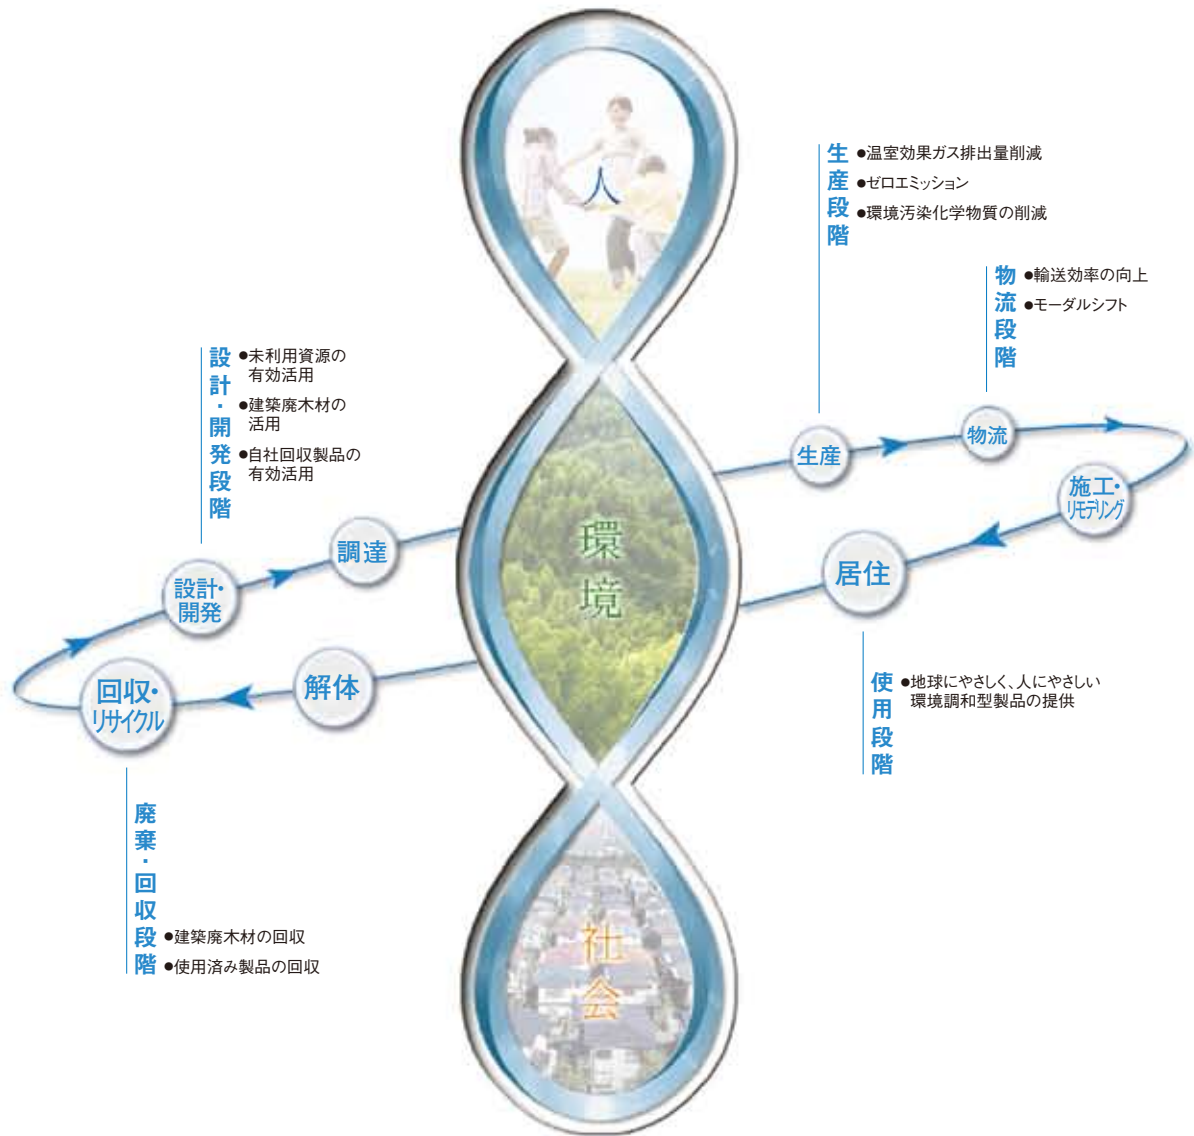 人
環境
社会
生産段階
●温室効果ガス排出量削減
●ゼロエミッション
●環境汚染化学物質の削減
物流段階
●輸送効率の向上
●モーダルシフト
設計・開発段階
●未利用資源の
有効活用
●建築廃木材の
活用
●自社回収製品の
有効活用
設計・
開発
調達
生産
物流
施工・
リモデリング
居住
解体
回収・
リサイクル
使用段階
●地球にやさしく、人にやさしい
環境調和型製品の提供
廃棄・回収段階
●建築廃木材の回収
●使用済み製品の回収